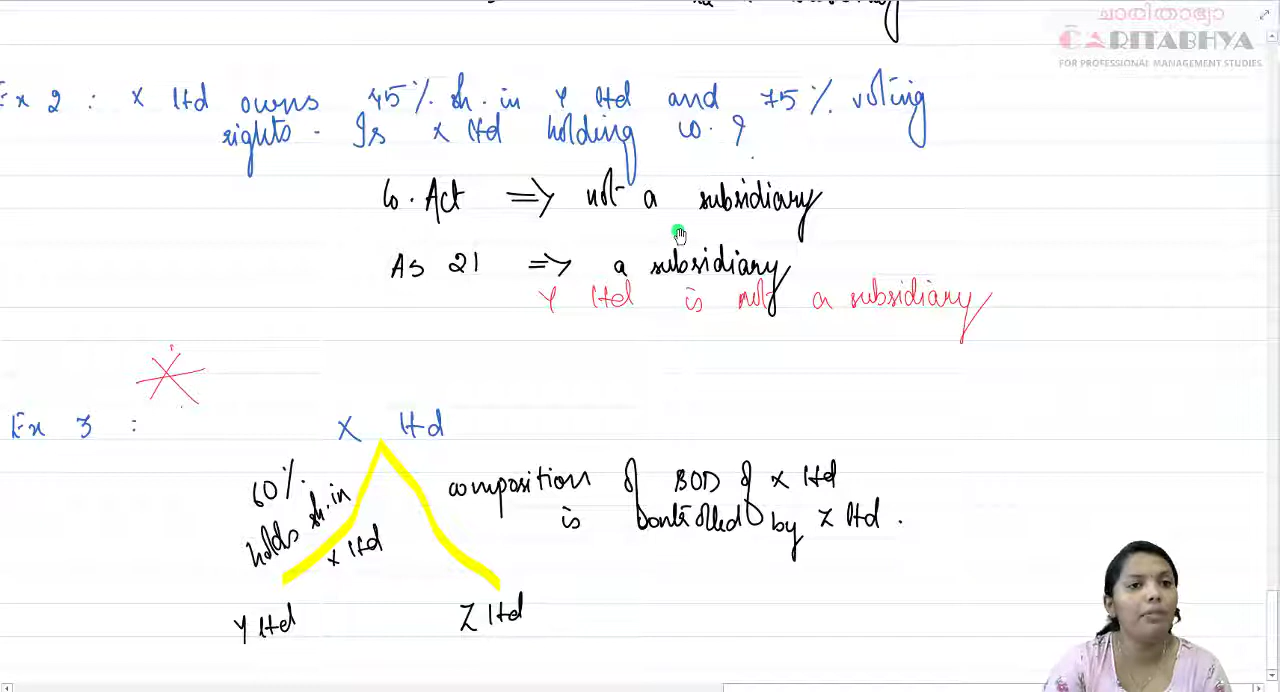 ചാരിതാഭ്യാ
CARITABHYA
FOR PROFESSIONAL MANAGEMENT STUDIES.
Ex 2 : X ltd owns 45% sh. in Y ltd and 75% voting
rights. Is X ltd holding co. ?
Co. Act => not a subsidiary
AS 21 => a subsidiary
Y ltd is not a subsidiary
Ex 3 :
X ltd
60%
holds sh. in
X ltd
composition of BOD of X ltd
is controlled by Z ltd.
Y ltd
Z ltd